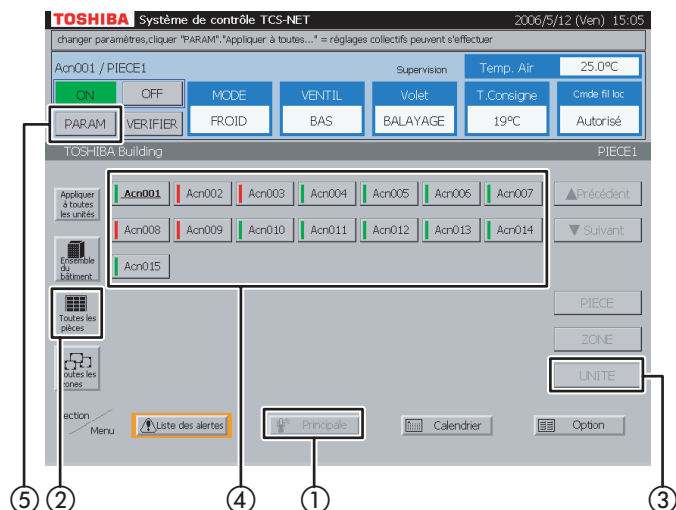 TOSHIBA Système de contrôle TCS-NET 2006/5/12 (Ven) 15:05
changer paramètres,cliquer "PARAM"."Appliquer à toutes..." = réglages collectifs peuvent s'effectuer
Acn001 / PIECE1 Supervision Temp. Air 25.0°C
ON OFF MODE VENTIL Volet T.Consigne Cmde fil loc
PARAM VERIFIER FROID BAS BALAYAGE 19°C Autorisé
TOSHIBA Building PIECE1
Appliquer à toutes les unités
Acn001 Acn002 Acn003 Acn004 Acn005 Acn006 Acn007
▲Précédent
Acn008 Acn009 Acn010 Acn011 Acn012 Acn013 Acn014
▼ Suivant
Ensemble du bâtiment
Acn015
Toutes les pièces
PIECE
ZONE
outes les zones
UNITE
ection
Menu
Liste des alertes
Principale
Calendrier
Option
⑤ ② ④ ① ③